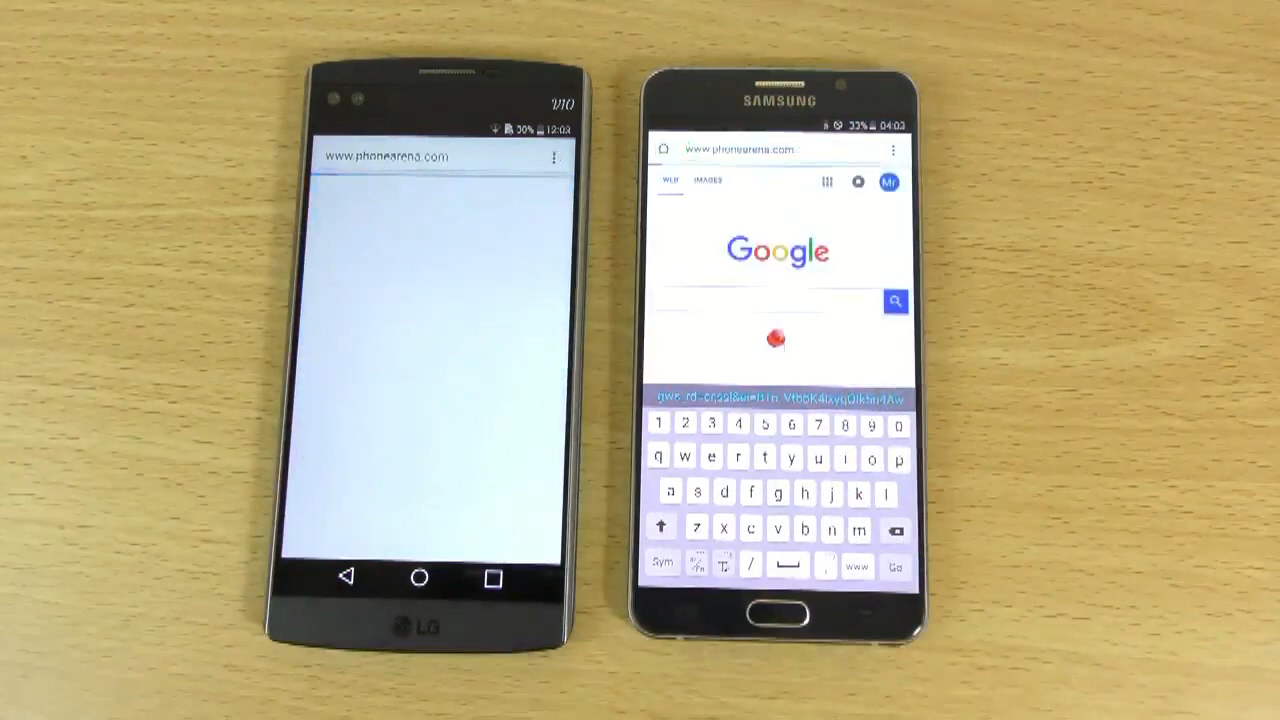 V10
30% 12:03
www.phonearena.com
LG
SAMSUNG
33% 04:03
www.phonearena.com
WEB IMAGES
Mr
Google
1 2 3 4 5 6 7 8 9 0
q w e r t y u i o p
a s d f g h j k l
z x c v b n m
Sym / www Go